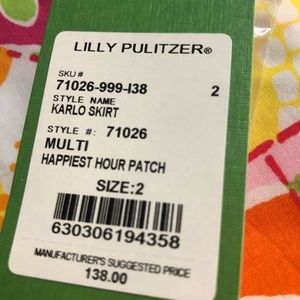 LILLY PULITZER®
SKU #
71026-999-I38 2
STYLE NAME
KARLO SKIRT
STYLE #: 71026
MULTI
HAPPIEST HOUR PATCH
SIZE:2
630306194358
MANUFACTURER'S SUGGESTED PRICE
138.00